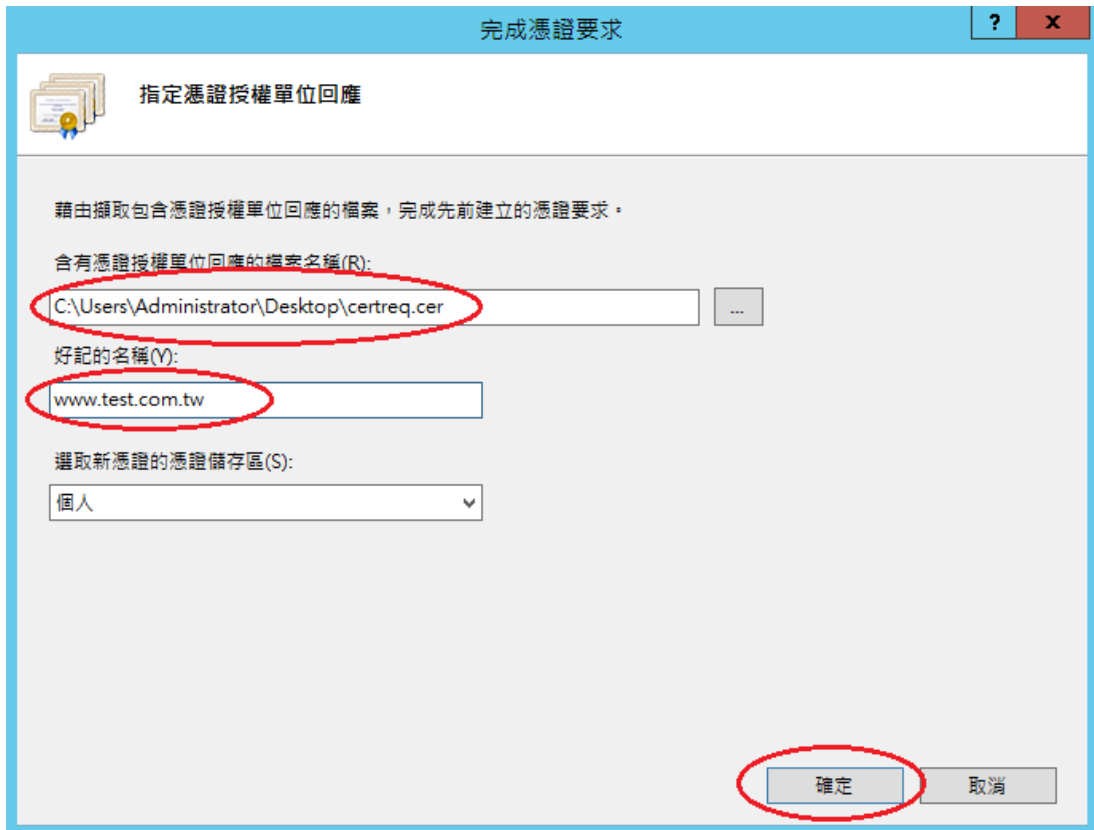 完成憑證要求
? x
指定憑證授權單位回應
藉由擷取包含憑證授權單位回應的檔案，完成先前建立的憑證要求。
含有憑證授權單位回應的檔案名稱(R):
C:\Users\Administrator\Desktop\certreq.cer
...
好記的名稱(Y):
www.test.com.tw
選取新憑證的憑證儲存區(S):
個人
確定 取消